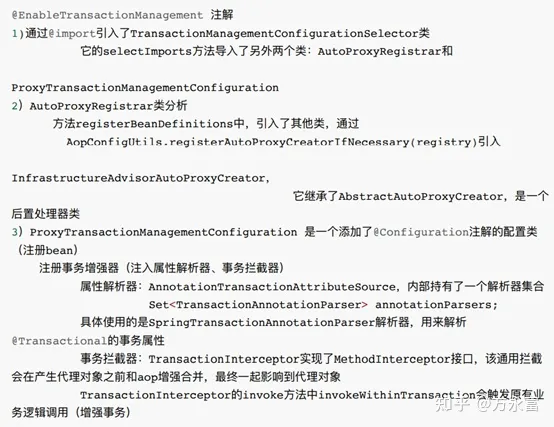 @EnableTransactionManagement 注解
1)通过@import引入了TransactionManagementConfigurationSelector类
它的selectImports方法导入了另外两个类：AutoProxyRegistrar和
ProxyTransactionManagementConfiguration
2）AutoProxyRegistrar类分析
方法registerBeanDefinitions中，引入了其他类，通过
AopConfigUtils.registerAutoProxyCreatorIfNecessary(registry)引入
InfrastructureAdvisorAutoProxyCreator，
它继承了AbstractAutoProxyCreator，是一个
后置处理器类
3）ProxyTransactionManagementConfiguration 是一个添加了@Configuration注解的配置类
（注册bean）
注册事务增强器（注入属性解析器、事务拦截器）
属性解析器：AnnotationTransactionAttributeSource，内部持有了一个解析器集合
Set<TransactionAnnotationParser> annotationParsers;
具体使用的是SpringTransactionAnnotationParser解析器，用来解析
@Transactional的事务属性
事务拦截器：TransactionInterceptor实现了MethodInterceptor接口，该通用拦截
会在产生代理对象之前和aop增强合并，最终一起影响到代理对象
TransactionInterceptor的invoke方法中invokeWithinTransaction会触发原有业
务逻辑调用（增强事务）
知乎 @方永富